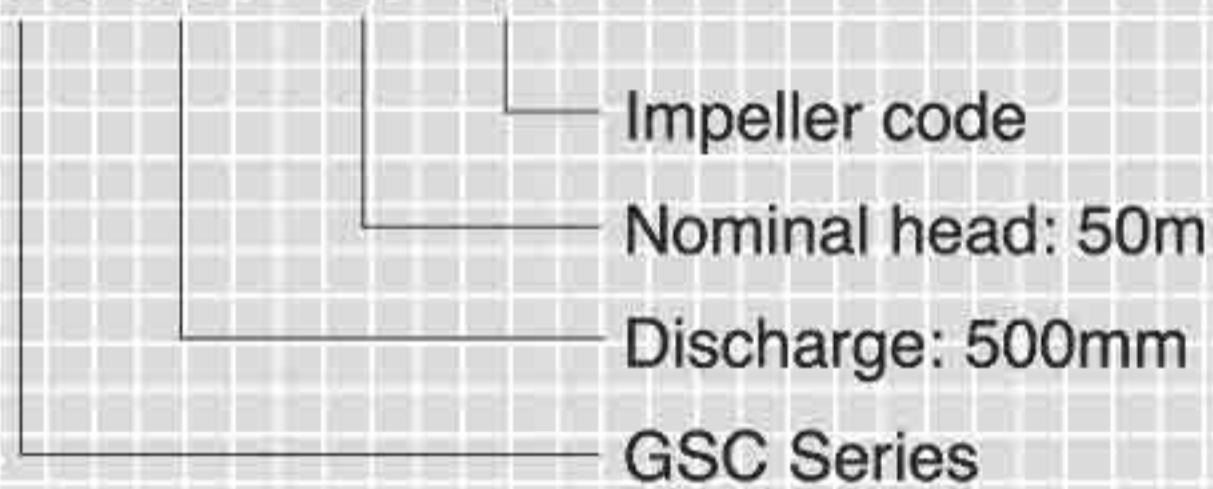 Impeller code
Nominal head: 50m
Discharge: 500mm
GSC Series